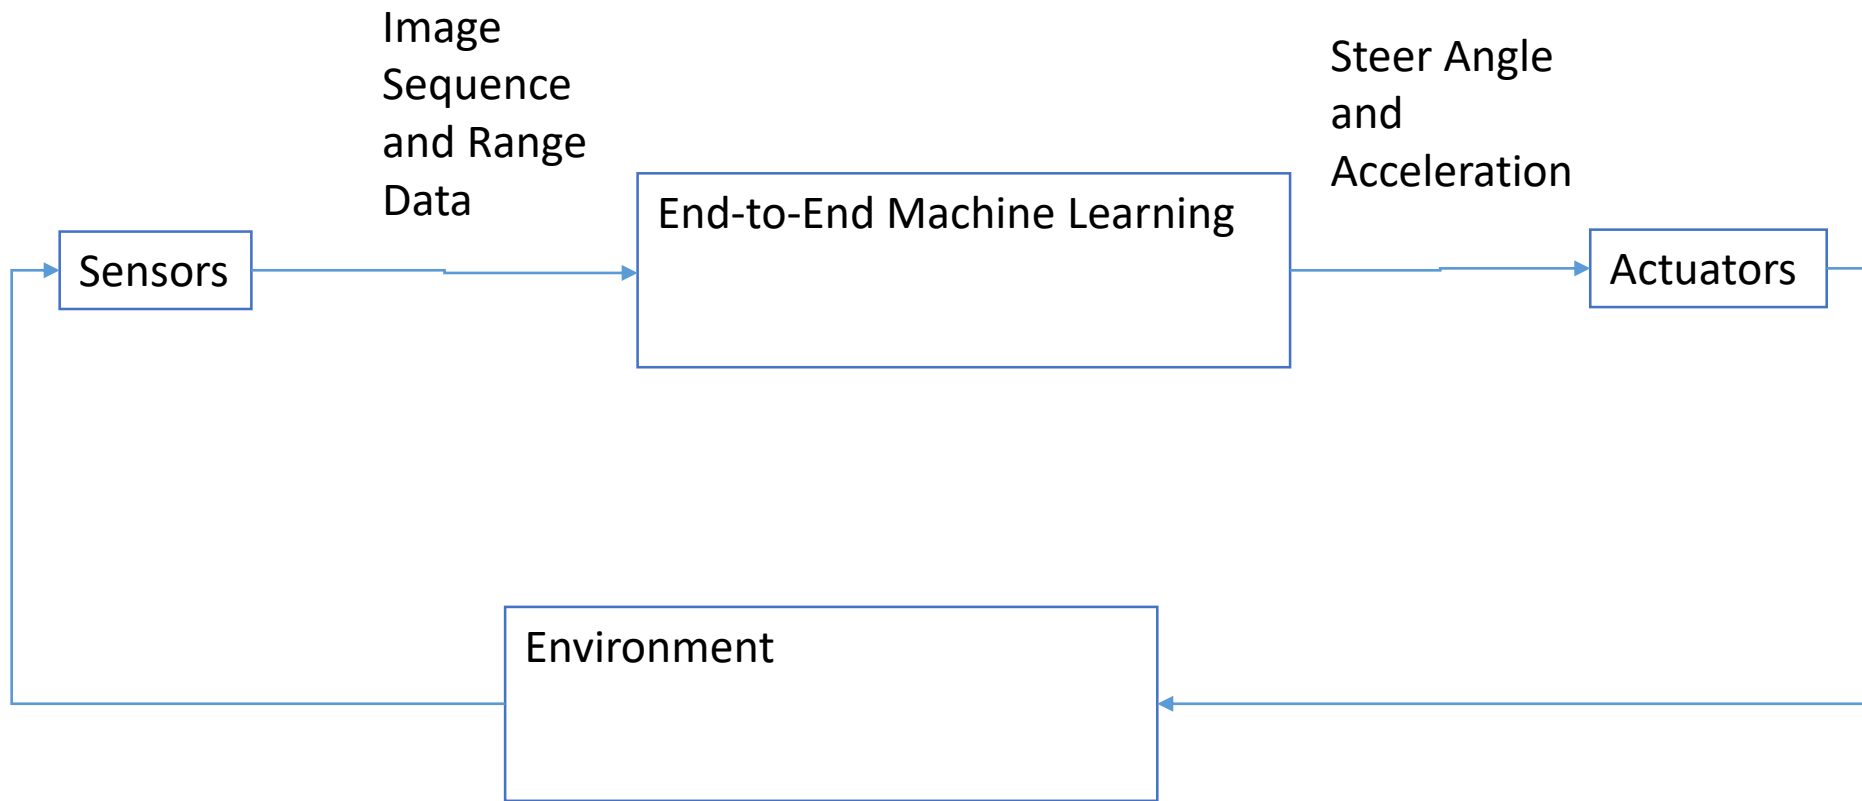 Image
Sequence
and Range
Data
Steer Angle
and
Acceleration
End-to-End Machine Learning
Sensors
Actuators
Environment